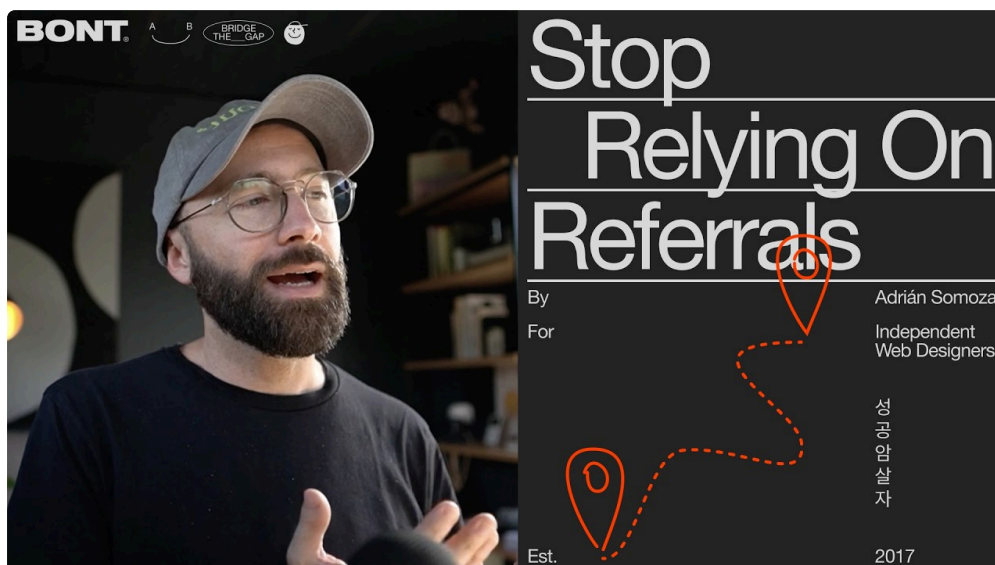 BONT®
A B
BRIDGE
THE GAP
Stop
Relying On
Referrals
By
Adrián Somoza
For
Independent
Web Designers
성
공
암
살
자
Est.
2017